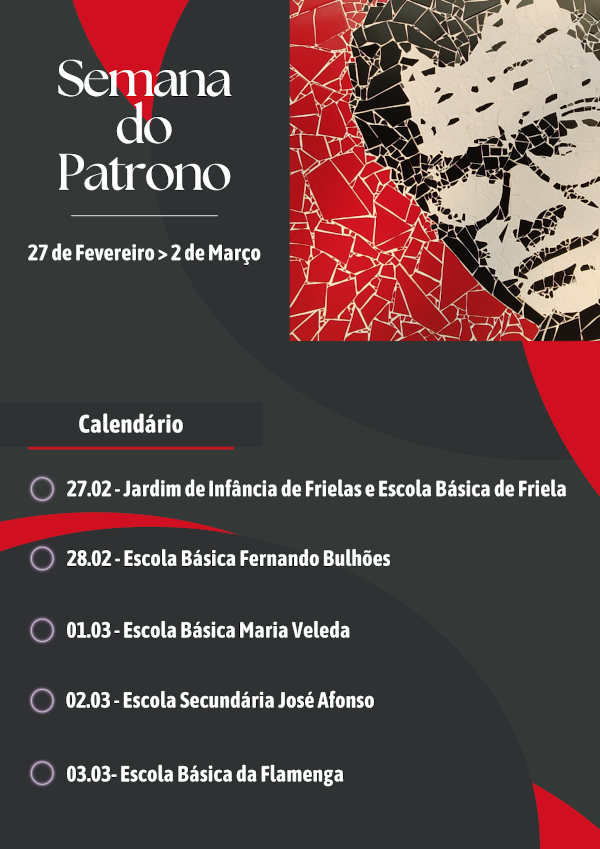 Semana
do
Patrono
27 de Fevereiro > 2 de Março
Calendário
27.02 - Jardim de Infância de Frielas e Escola Básica de Friela
28.02 - Escola Básica Fernando Bulhões
01.03 - Escola Básica Maria Veleda
02.03 - Escola Secundária José Afonso
03.03- Escola Básica da Flamenga